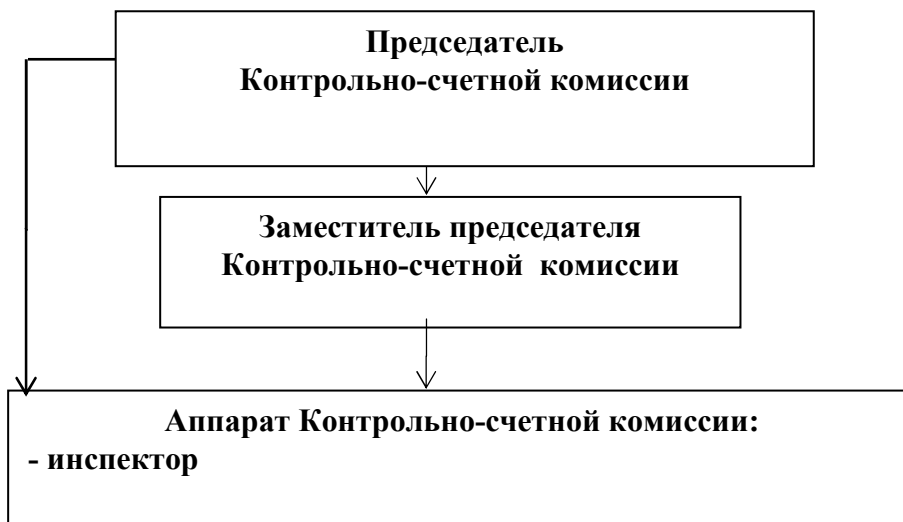 Председатель
Контрольно-счетной комиссии
Заместитель председателя
Контрольно-счетной комиссии
Аппарат Контрольно-счетной комиссии:
- инспектор